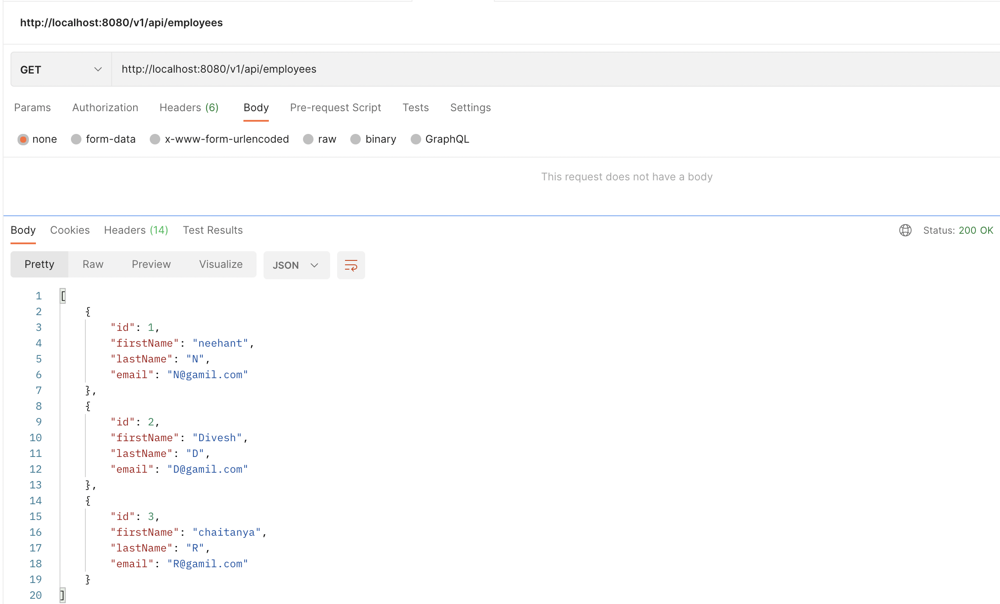 http://localhost:8080/v1/api/employees
GET http://localhost:8080/v1/api/employees
Params Authorization Headers (6) Body Pre-request Script Tests Settings
none form-data x-www-form-urlencoded raw binary GraphQL
This request does not have a body
Body Cookies Headers (14) Test Results Status: 200 OK
Pretty Raw Preview Visualize JSON
1 [
2 {
3 "id": 1,
4 "firstName": "neehant",
5 "lastName": "N",
6 "email": "N@gamil.com"
7 },
8 {
9 "id": 2,
10 "firstName": "Divesh",
11 "lastName": "D",
12 "email": "D@gamil.com"
13 },
14 {
15 "id": 3,
16 "firstName": "chaitanya",
17 "lastName": "R",
18 "email": "R@gamil.com"
19 }
20 ]